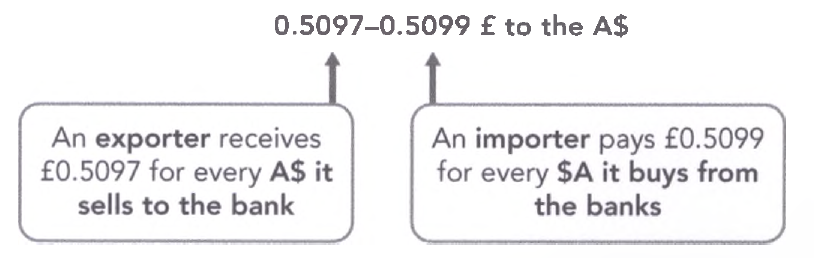 0.5097–0.5099 £ to the A$
An exporter receives
£0.5097 for every A$ it
sells to the bank
An importer pays £0.5099
for every $A it buys from
the banks